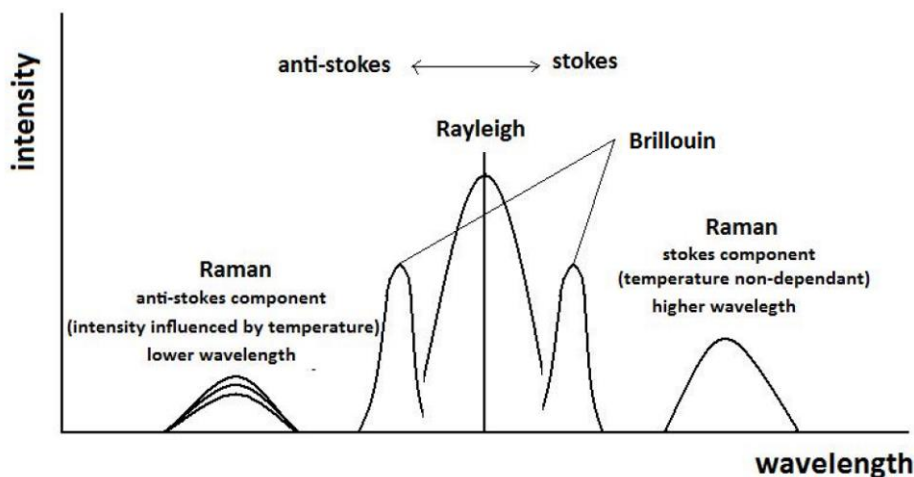 intensity
anti-stokes
stokes
Rayleigh
Brillouin
Raman
anti-stokes component
(intensity influenced by temperature)
lower wavelength
Raman
stokes component
(temperature non-dependant)
higher wavelegth
wavelength